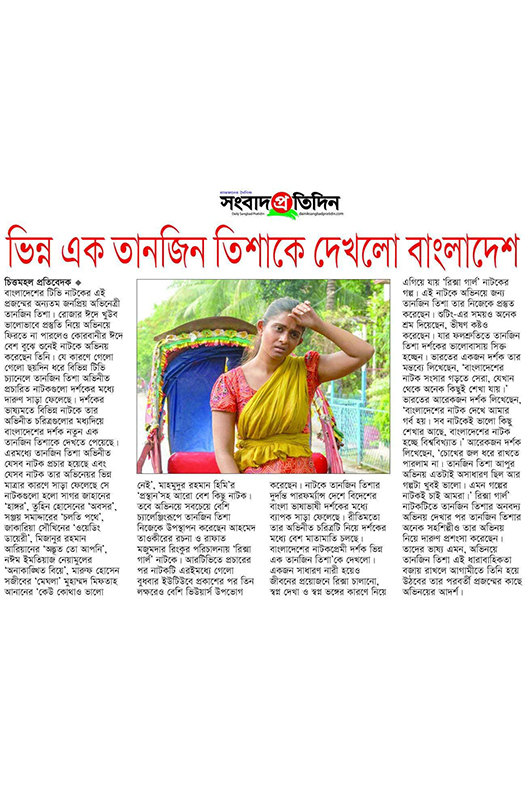 সংবাদ প্রতিদিন
Daily Sangbad Pratidin
dainiksangbadpratidin.com
ভিন্ন এক তানজিন তিশাকে দেখলো বাংলাদেশ
চিত্তমহল প্রতিবেদক ◆
বাংলাদেশের টিভি নাটকের এই
প্রজন্মের অন্যতম জনপ্রিয় অভিনেত্রী
তানজিন তিশা। রোজার ঈদে খুউব
ভালোভাবে প্রস্তুতি নিয়ে অভিনয়ে
ফিরতে না পারলেও কোরবানীর ঈদে
বেশ বুঝে শুনেই নাটকে অভিনয়
করেছেন তিনি। যে কারণে গেলো
গেলো ছয়দিন ধরে বিভিন্ন টিভি
চ্যানেলে তানজিন তিশা অভিনীত
প্রচারিত নাটকগুলো দর্শকের মধ্যে
দারুণ সাড়া ফেলেছে। দর্শকের
ভাষ্যমতে বিভিন্ন নাটকে তার
অভিনীত চরিত্রগুলোর মধ্যদিয়ে
বাংলাদেশের দর্শক নতুন এক
তানজিন তিশাকে দেখতে পেয়েছে।
এরমধ্যে তানজিন তিশা অভিনীত
যেসব নাটক প্রচার হয়েছে এবং
যেসব নাটক তার অভিনয়ের ভিন্ন
মাত্রার কারণে সাড়া ফেলেছে সে
নাটকগুলো হলো সাগর জাহানের
‘হাঙ্গর’, তুহিন হোসেনের ‘অবসর’,
সঞ্জয় সমাদ্দারের ‘চলতি পথে’,
জাকারিয়া সৌখিনের ‘ওয়েডিং
ডায়েরী’, মিজানুর রহমান
আরিয়ানের ‘অদ্ভুত তো আপনি’,
নঈম ইমতিয়াজ নেয়ামুলের
‘অনাকাঙ্খিত বিয়ে’, মারুফ হোসেন
সজীবের ‘মেঘলা’ মুহাম্মদ মিফতাহ
আনানের ‘কেউ কোথাও ভালো
নেই’, মাহমুদুর রহমান হিমি’র
‘প্রস্থান’সহ আরো বেশ কিছু নাটক।
তবে অভিনয়ে সবচেয়ে বেশি
চ্যালেঞ্জিংরূপে তানজিন তিশা
নিজেকে উপস্থাপন করেছেন আহমেদ
তাওকীরের রচনা ও রাফাত
মজুমদার রিংকুর পরিচালনায় ‘রিক্সা
গার্ল’ নাটকে। আরটিভিতে প্রচারের
পর নাটকটি এরইমধ্যে গেলো
বুধবার ইউটিউবে প্রকাশের পর তিন
লক্ষরেও বেশি ভিউয়ার্স উপভোগ
করেছেন। নাটকে তানজিন তিশার
দুর্দান্ত পারফর্ম্যান্স দেশে বিদেশের
বাংলা ভাষাভাষী দর্শকের মধ্যে
ব্যাপক সাড়া ফেলেছে। রীতিমতো
তার অভিনীত চরিত্রটি নিয়ে দর্শকের
মধ্যে বেশ মাতামাতি চলছে।
বাংলাদেশের নাটকপ্রেমী দর্শক ভিন্ন
এক তানজিন তিশা’কে দেখলো।
একজন সাধারণ নারী হয়েও
জীবনের প্রয়োজনে রিক্সা চালানো,
স্বপ্ন দেখা ও স্বপ্ন ভঙ্গের কারণে নিয়ে
এগিয়ে যায় ‘রিক্সা গার্ল’ নাটকের
গল্প। এই নাটকে অভিনয়ে জন্য
তানজিন তিশা নিজেকে প্রস্তুত
করেছেন। শুটিং-এর সময়ও অনেক
শ্রম দিয়েছেন, ভীষণ কষ্টও
করেছেন। যার ফলশ্রুতিতে তানজিন
তিশা দর্শকের ভালোবাসায় সিক্ত
হচ্ছেন। ভারতের একজন দর্শক তার
মন্তব্যে লিখেছেন, ‘বাংলাদেশের
নাটক সংসার গড়তে সেরা, যেখান
থেকে অনেক কিছুই শেখা যায়।’
ভারতের আরেকজন দর্শক লিখেছেন,
‘বাংলাদেশের নাটক দেখে আমার
গর্ব হয়। সব নাটকেই ভালো কিছু
শেখার আছে, বাংলাদেশের নাটক
হচ্ছে বিশ্ববিখ্যাত।’ আরেকজন দর্শক
লিখেছেন, ‘চোখের জল ধরে রাখতে
পারলাম না। তানজিন তিশা আপুর
অভিনয় এতটাই অসাধারণ ছিল আর
গল্পটা খুবই ভালো। এমন গল্পের
নাটকই চাই আমরা।’ রিক্সা গার্ল’
নাটকটিতে তানজিন তিশার অনবদ্য
অভিনয় দেখার পর তানজিন তিশার
অনেক সহশিল্পীও তার অভিনয়
নিয়ে দারুণ প্রশংসা করেছেন।
তাদের ভাষ্য এমন, অভিনয়ে
তানজিন তিশা এই ধারাবাহিকতা
বজায় রাখলে আগামীতে তিনি হয়ে
উঠবের তার পরবর্তী প্রজন্মের কাছে
অভিনয়ের আদর্শ।